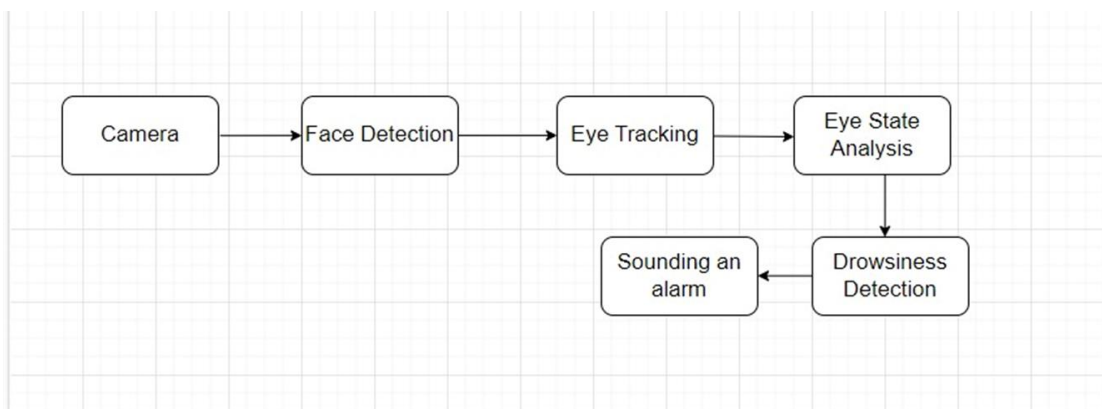 Camera
Face Detection
Eye Tracking
Eye State
Analysis
Drowsiness
Detection
Sounding an
alarm